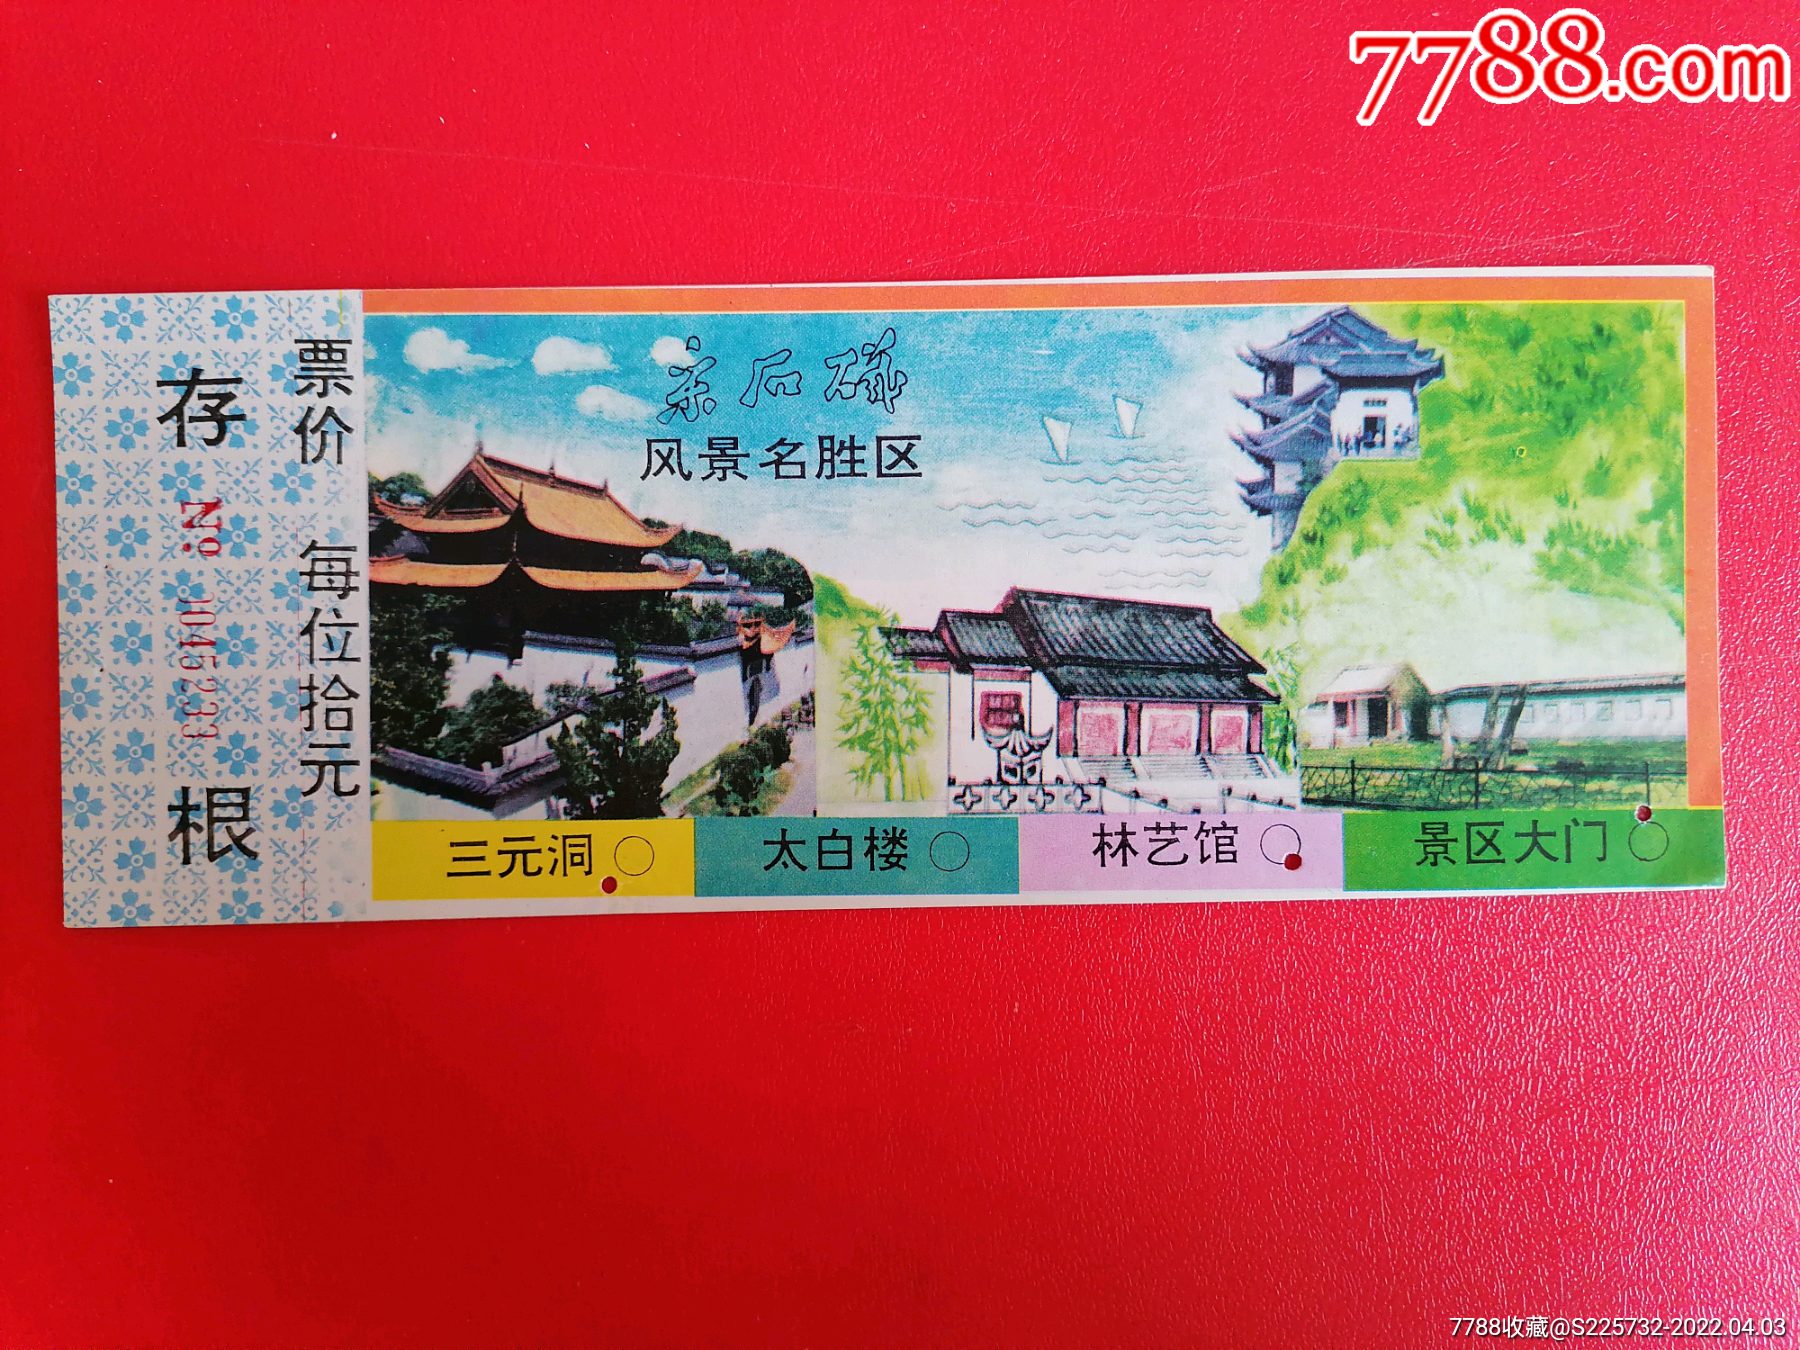 7788.com
存根
No. 0045233
票价 每位拾元
采石矶
风景名胜区
三元洞
太白楼
林艺馆
景区大门
7788收藏@S225732-2022.04.03